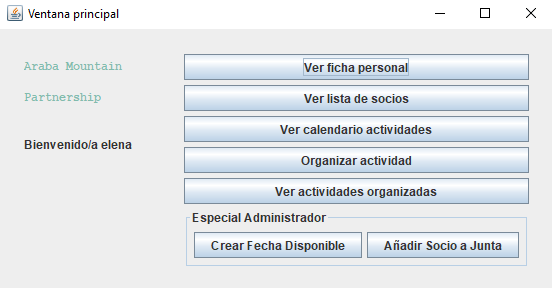 Ventana principal
Araba Mountain
Partnership
Bienvenido/a elena
Ver ficha personal
Ver lista de socios
Ver calendario actividades
Organizar actividad
Ver actividades organizadas
Especial Administrador
Crear Fecha Disponible
Añadir Socio a Junta